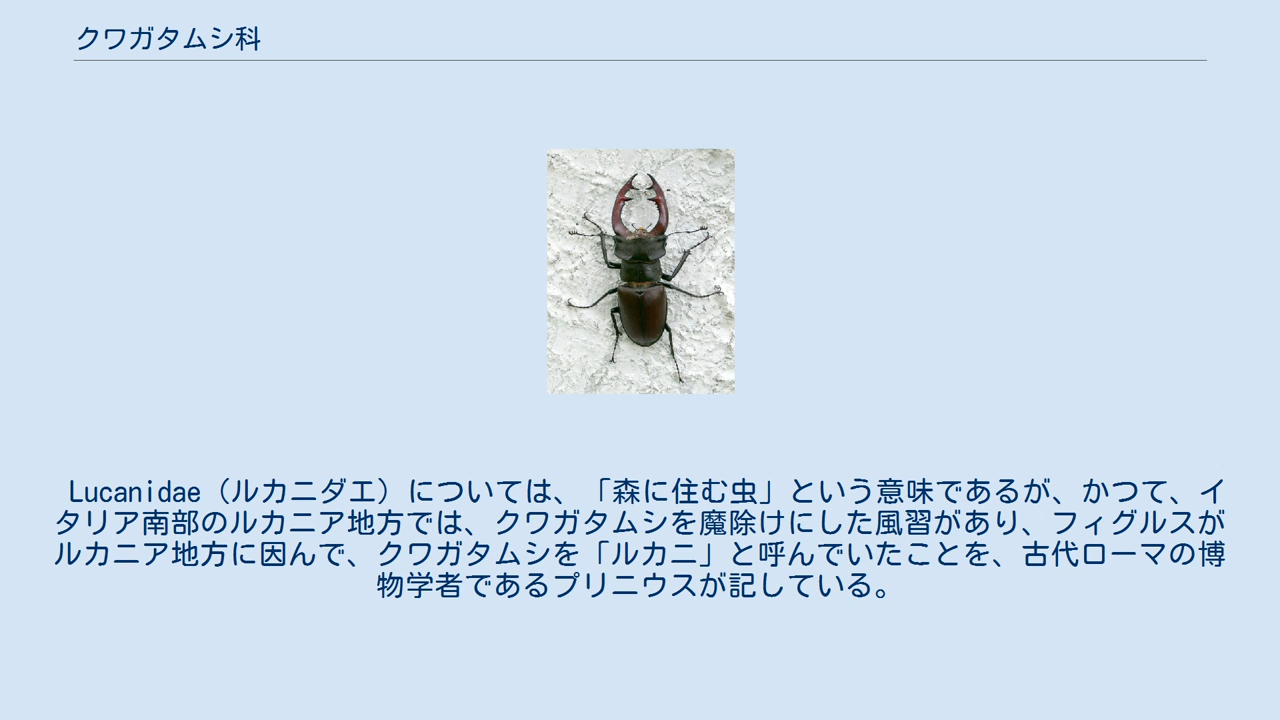 クワガタムシ科
Lucanidae（ルカニダエ）については、「森に住む虫」という意味であるが、かつて、イ
タリア南部のルカニア地方では、クワガタムシを魔除けにした風習があり、フィグルスが
ルカニア地方に因んで、クワガタムシを「ルカニ」と呼んでいたことを、古代ローマの博
物学者であるプリニウスが記している。